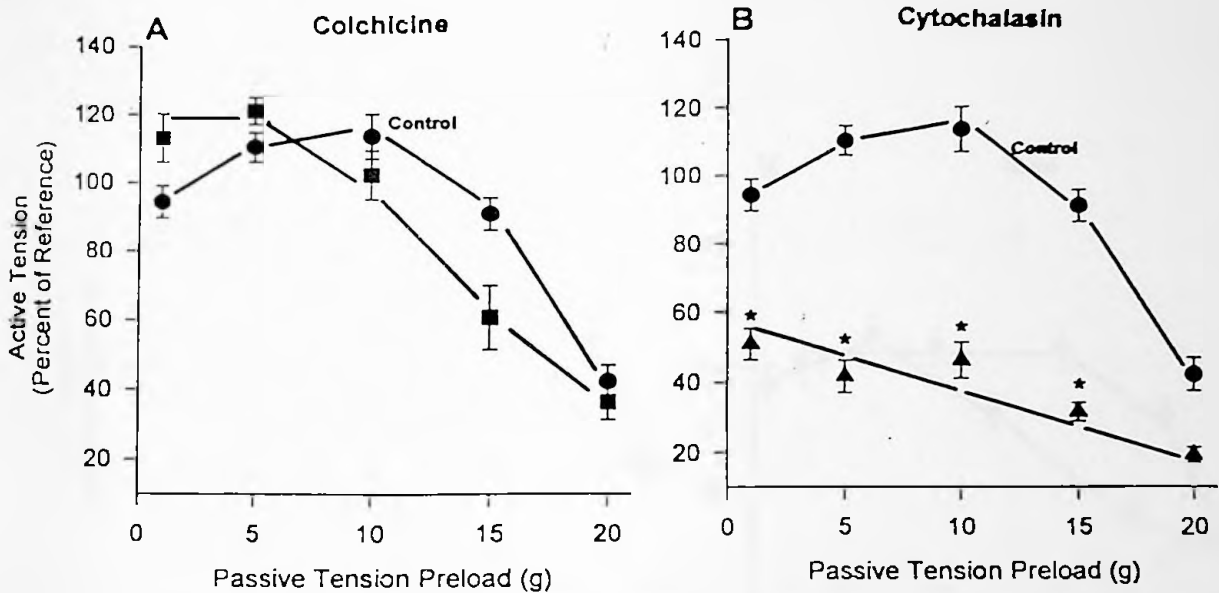 A
Colchicine
140
120
100
80
60
40
20
Active Tension
(Percent of Reference)
Control
0 5 10 15 20
Passive Tension Preload (g)
B
Cytochalasin
140
120
100
80
60
40
20
Control
0 5 10 15 20
Passive Tension Preload (g)